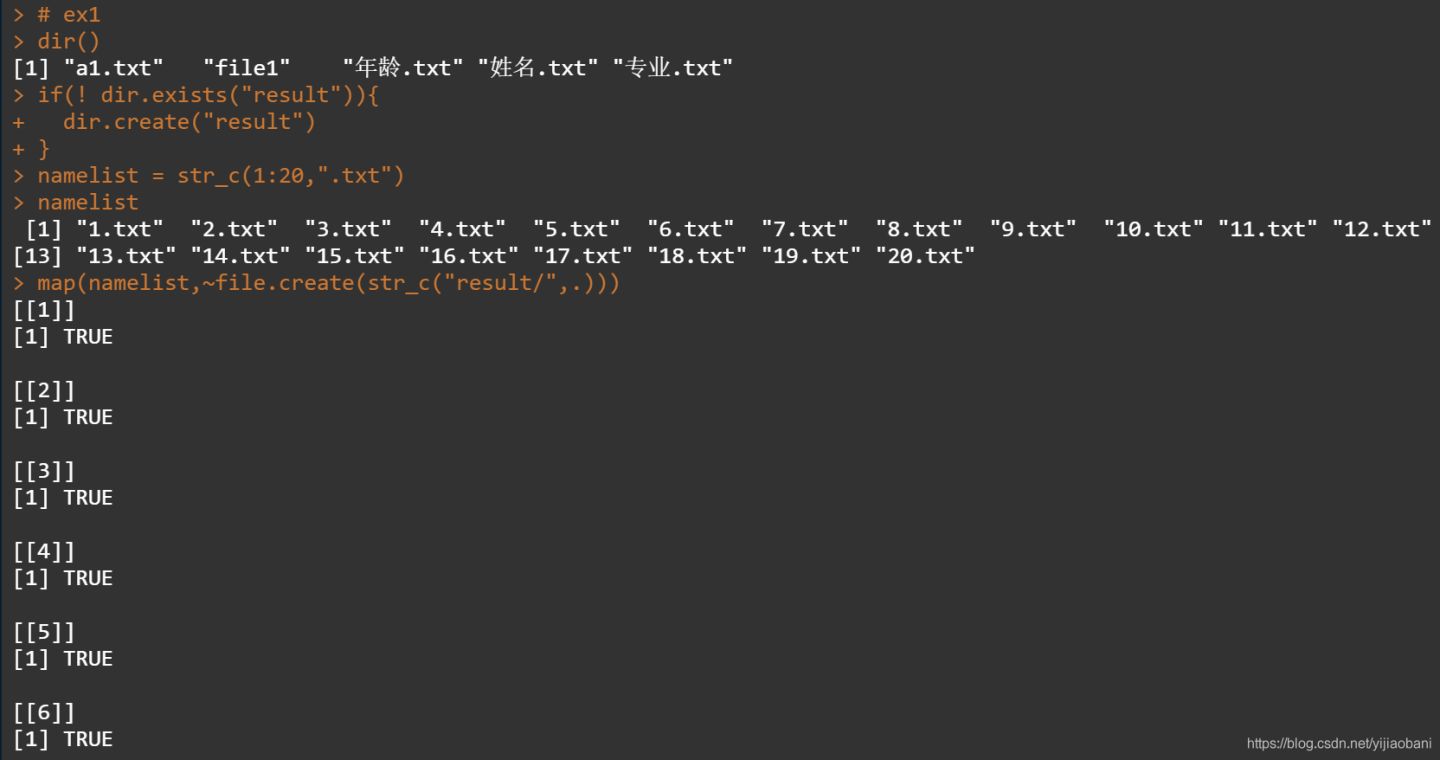 > # ex1
> dir()
[1] "a1.txt"   "file1"    "年龄.txt" "姓名.txt" "专业.txt"
> if(! dir.exists("result")){
+   dir.create("result")
+ }
> namelist = str_c(1:20,".txt")
> namelist
 [1] "1.txt"  "2.txt"  "3.txt"  "4.txt"  "5.txt"  "6.txt"  "7.txt"  "8.txt"  "9.txt"  "10.txt" "11.txt" "12.txt"
[13] "13.txt" "14.txt" "15.txt" "16.txt" "17.txt" "18.txt" "19.txt" "20.txt"
> map(namelist,~file.create(str_c("result/",.)))
[[1]]
[1] TRUE

[[2]]
[1] TRUE

[[3]]
[1] TRUE

[[4]]
[1] TRUE

[[5]]
[1] TRUE

[[6]]
[1] TRUE
https://blog.csdn.net/yijiaobani